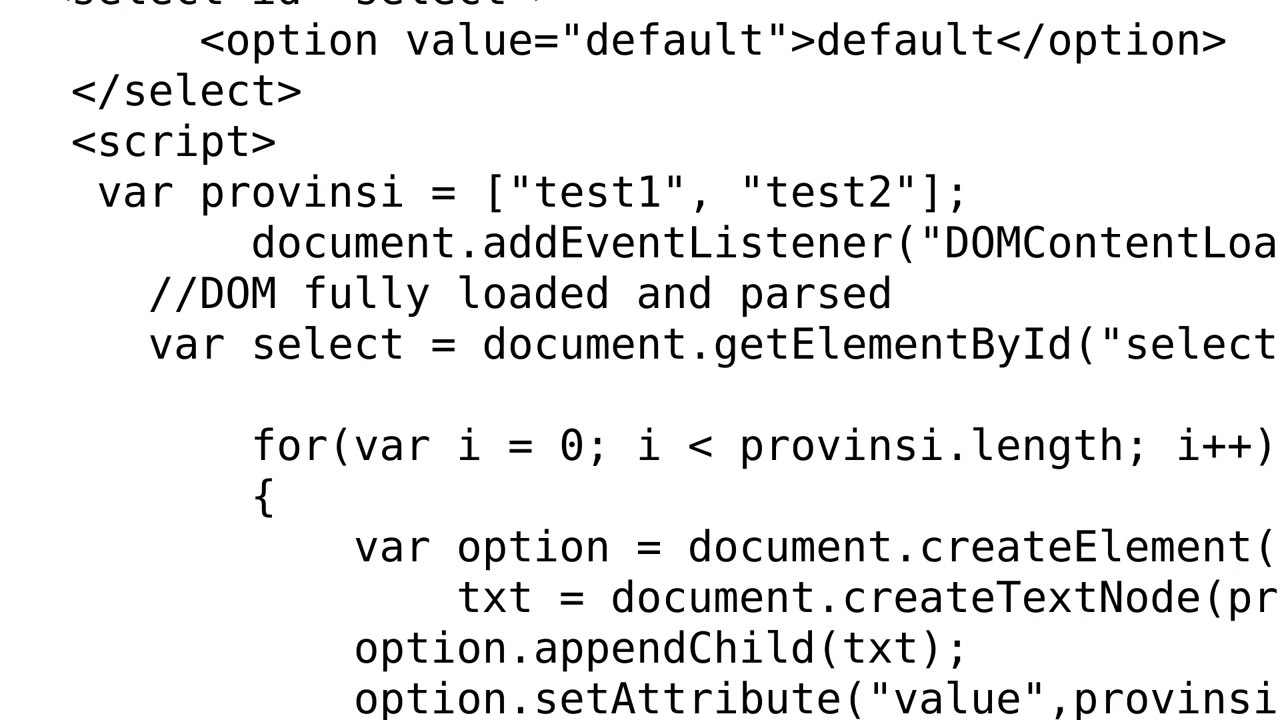 <option value="default">default</option>
</select>
<script>
var provinsi = ["test1", "test2"];
document.addEventListener("DOMContentLoa
//DOM fully loaded and parsed
var select = document.getElementById("select
for(var i = 0; i < provinsi.length; i++)
{
var option = document.createElement(
txt = document.createTextNode(pr
option.appendChild(txt);
option.setAttribute("value",provinsi